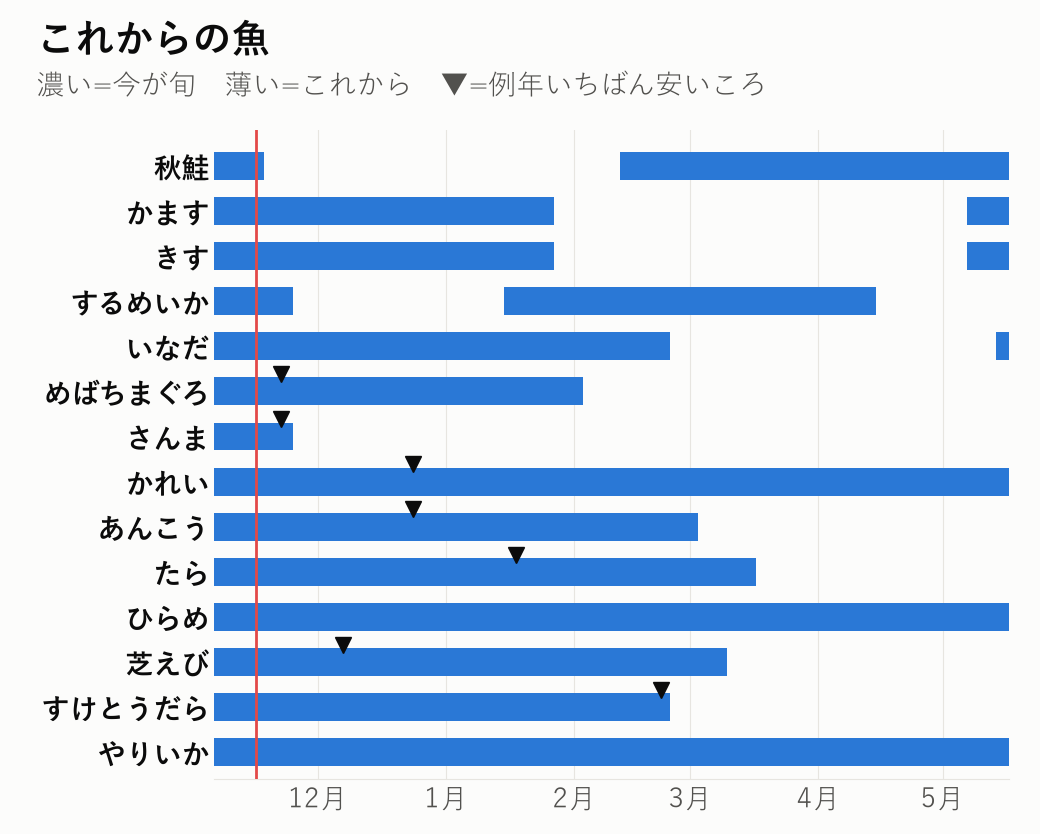 これからの魚
濃い=今が旬　薄い=これから　▼=例年いちばん安いころ
秋鮭
かます
きす
するめいか
いなだ
めばちまぐろ
さんま
かれい
あんこう
たら
ひらめ
芝えび
すけとうだら
やりいか
12月 1月 2月 3月 4月 5月